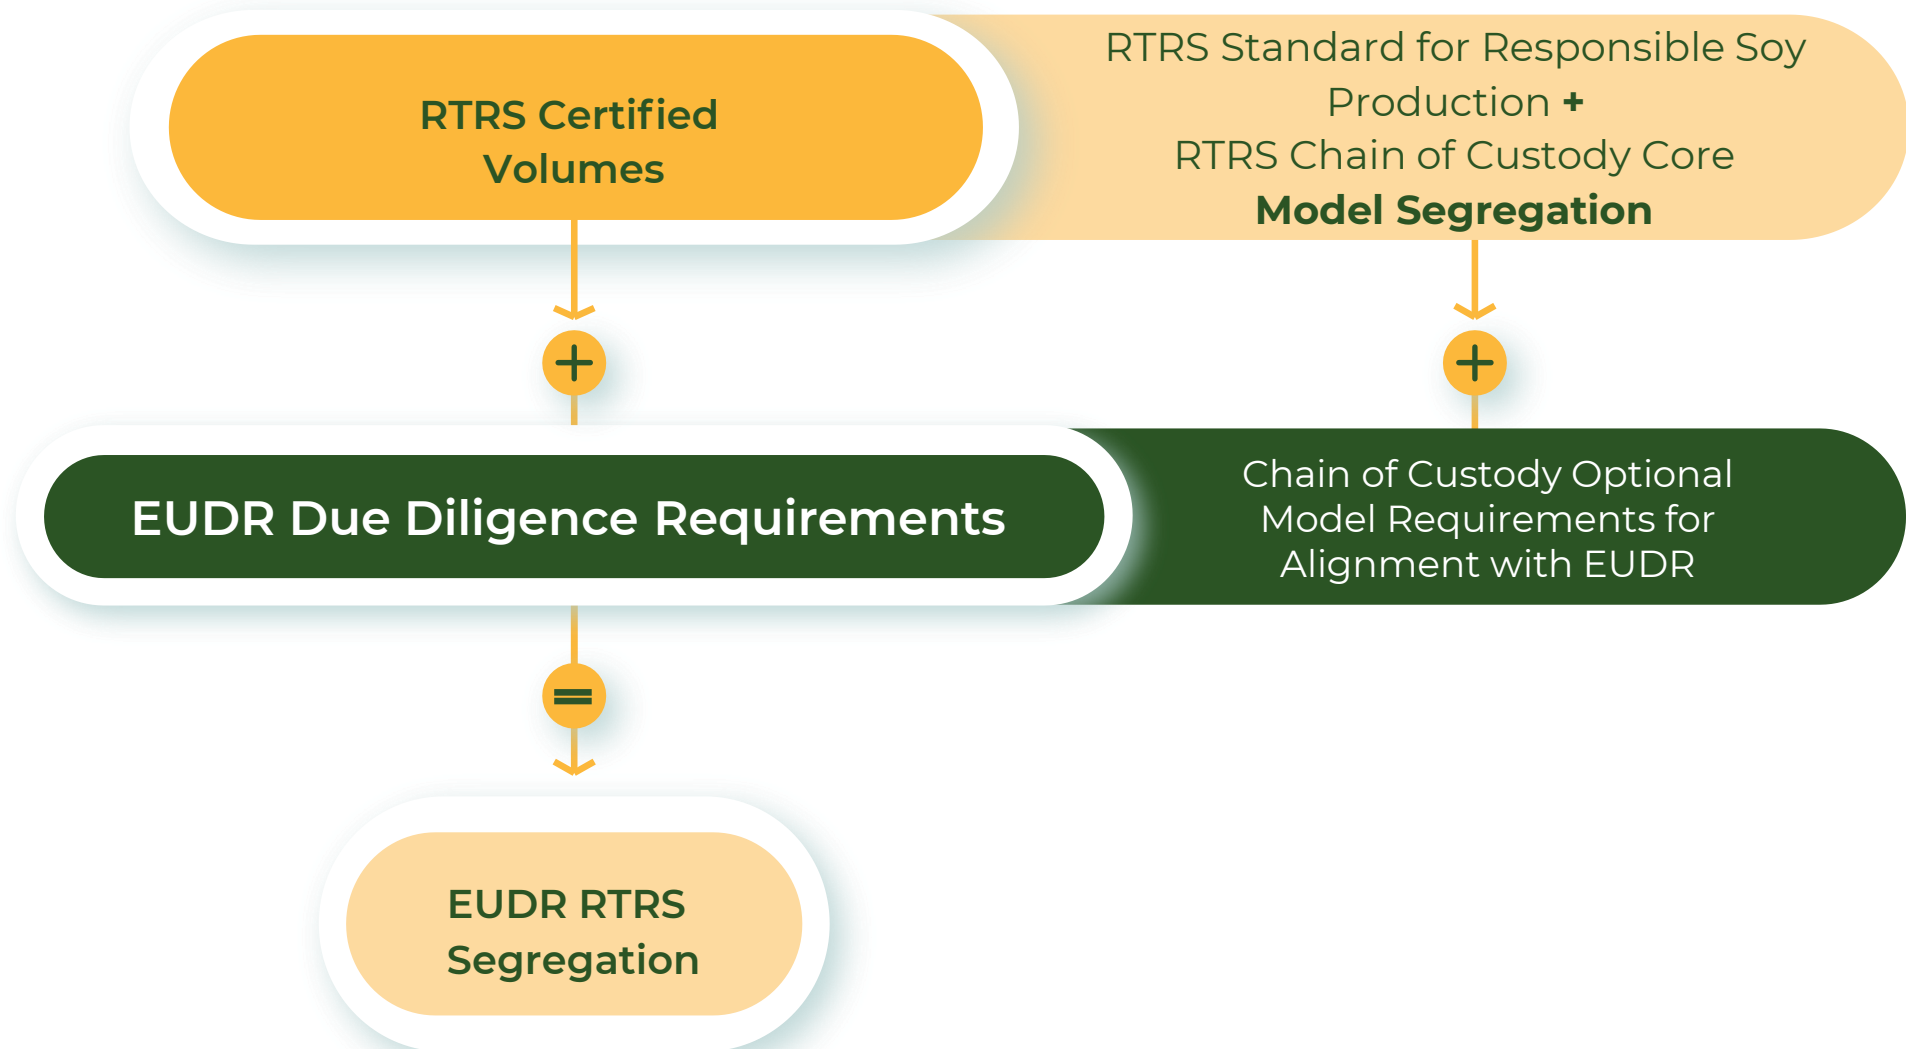 RTRS Certified
Volumes
RTRS Standard for Responsible Soy
Production +
RTRS Chain of Custody Core
Model Segregation
+
+
EUDR Due Diligence Requirements
Chain of Custody Optional
Model Requirements for
Alignment with EUDR
=
EUDR RTRS
Segregation